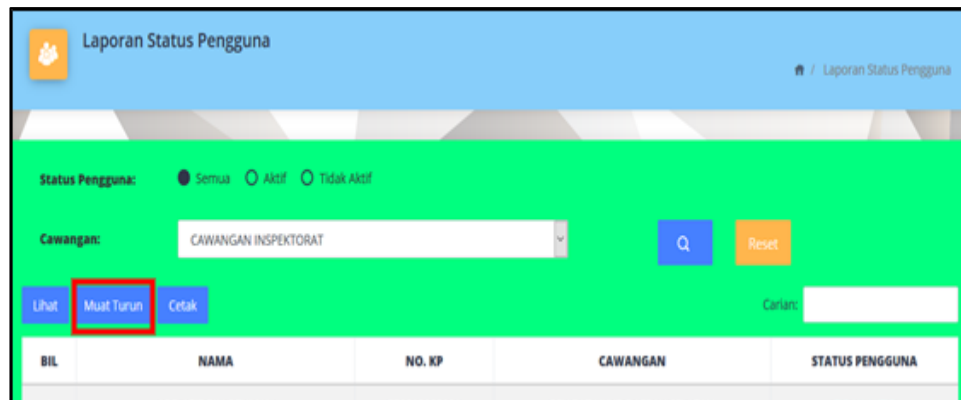 Laporan Status Pengguna
/ Laporan Status Pengguna
Status Pengguna: Semua Aktif Tidak Aktif
Cawangan: CAWANGAN INSPEKTORAT Reset
Lihat Muat Turun Cetak Carian:
BIL NAMA NO. KP CAWANGAN STATUS PENGGUNA